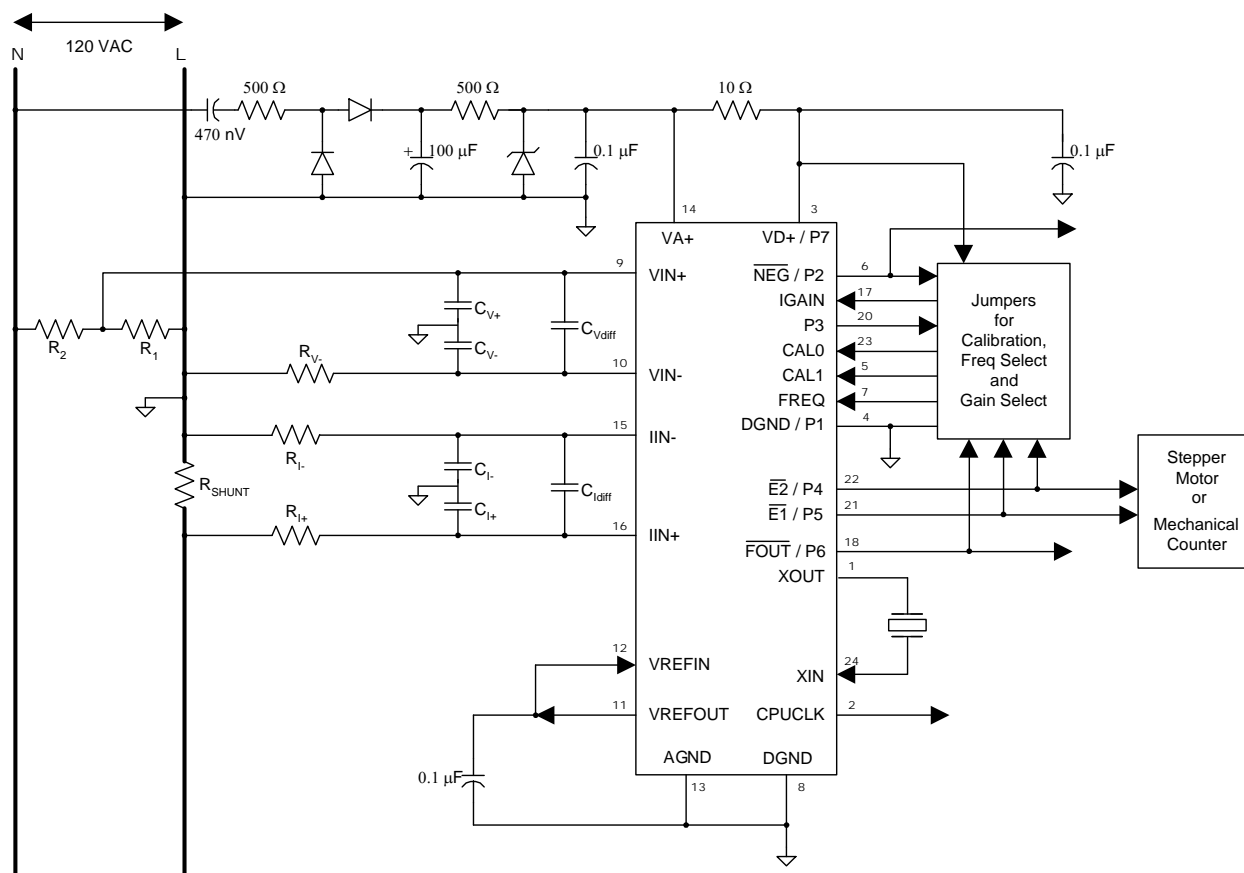 120 VAC
N
L
500 Ω
470 nV
+
100 µF
500 Ω
0.1 µF
10 Ω
0.1 µF
14
3
VA+
VD+ / P7
9
VIN+
C_V+
C_V-
C_Vdiff
R_2
R_1
R_V-
10
VIN-
15
IIN-
R_I-
C_I-
C_I+
C_Idiff
R_SHUNT
R_I+
16
IIN+
NEG / P2
6
IGAIN
17
P3
20
CAL0
23
CAL1
5
FREQ
7
DGND / P1
4
Jumpers
for
Calibration,
Freq Select
and
Gain Select
E2 / P4
22
E1 / P5
21
FOUT / P6
18
Stepper
Motor
or
Mechanical
Counter
XOUT
1
XIN
24
12
VREFIN
11
VREFOUT
CPUCLK
2
0.1 µF
AGND
13
DGND
8